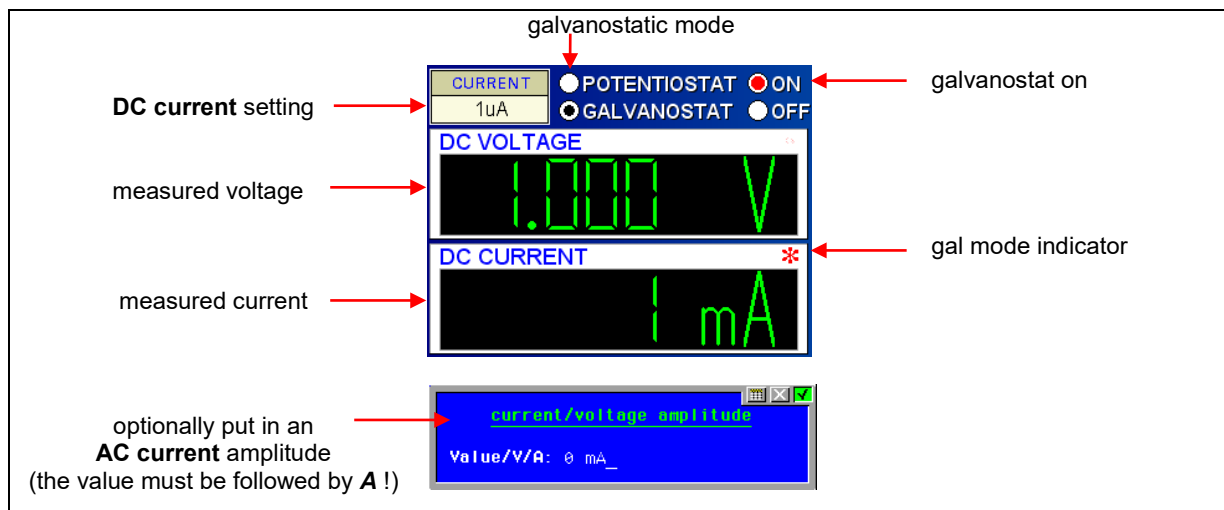 galvanostatic mode
CURRENT
POTENTIOSTAT ON
galvanostat on
DC current setting
1uA
GALVANOSTAT OFF
DC VOLTAGE
measured voltage
1.000 V
DC CURRENT *
gal mode indicator
measured current
1 mA
current/voltage amplitude
optionally put in an
AC current amplitude
(the value must be followed by A !)
Value/V/A: 0 mA_